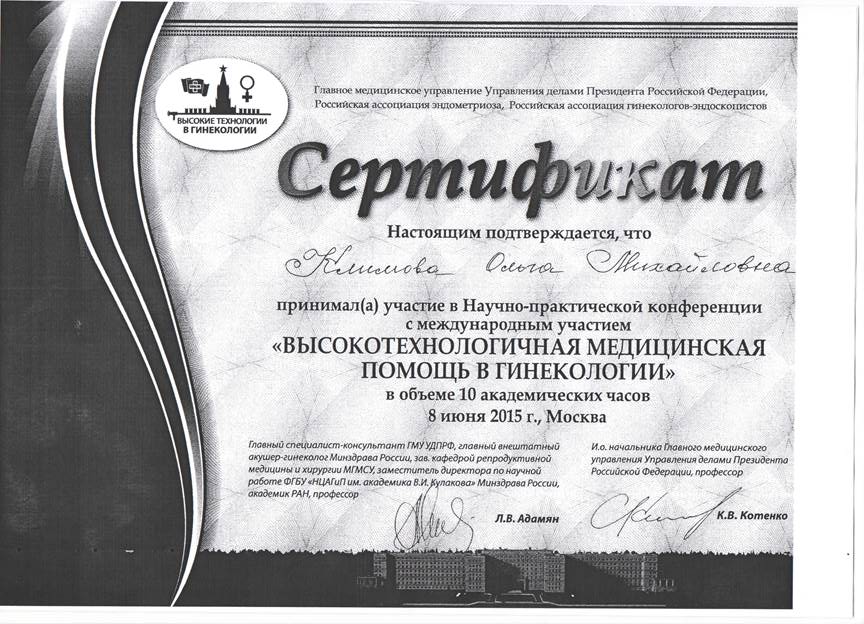 ВЫСОКИЕ ТЕХНОЛОГИИ
В ГИНЕКОЛОГИИ
Главное медицинское управление Управления делами Президента Российской Федерации,
Российская ассоциация эндометриоза, Российская ассоциация гинекологов-эндоскопистов
Сертификат
Настоящим подтверждается, что
Климова Ольга Михайловна
принимал(а) участие в Научно-практической конференции
с международным участием
«ВЫСОКОТЕХНОЛОГИЧНАЯ МЕДИЦИНСКАЯ
ПОМОЩЬ В ГИНЕКОЛОГИИ»
в объеме 10 академических часов
8 июня 2015 г., Москва
Главный специалист-консультант ГМУ УДПРФ, главный внештатный
акушер-гинеколог Минздрава России, зав. кафедрой репродуктивной
медицины и хирургии МГМСУ, заместитель директора по научной
работе ФГБУ «НЦАГиП им. академика В.И. Кулакова» Минздрава России,
академик РАН, профессор
Л.В. Адамян
И.о. начальника Главного медицинского
управления Управления делами Президента
Российской Федерации, профессор
К.В. Котенко